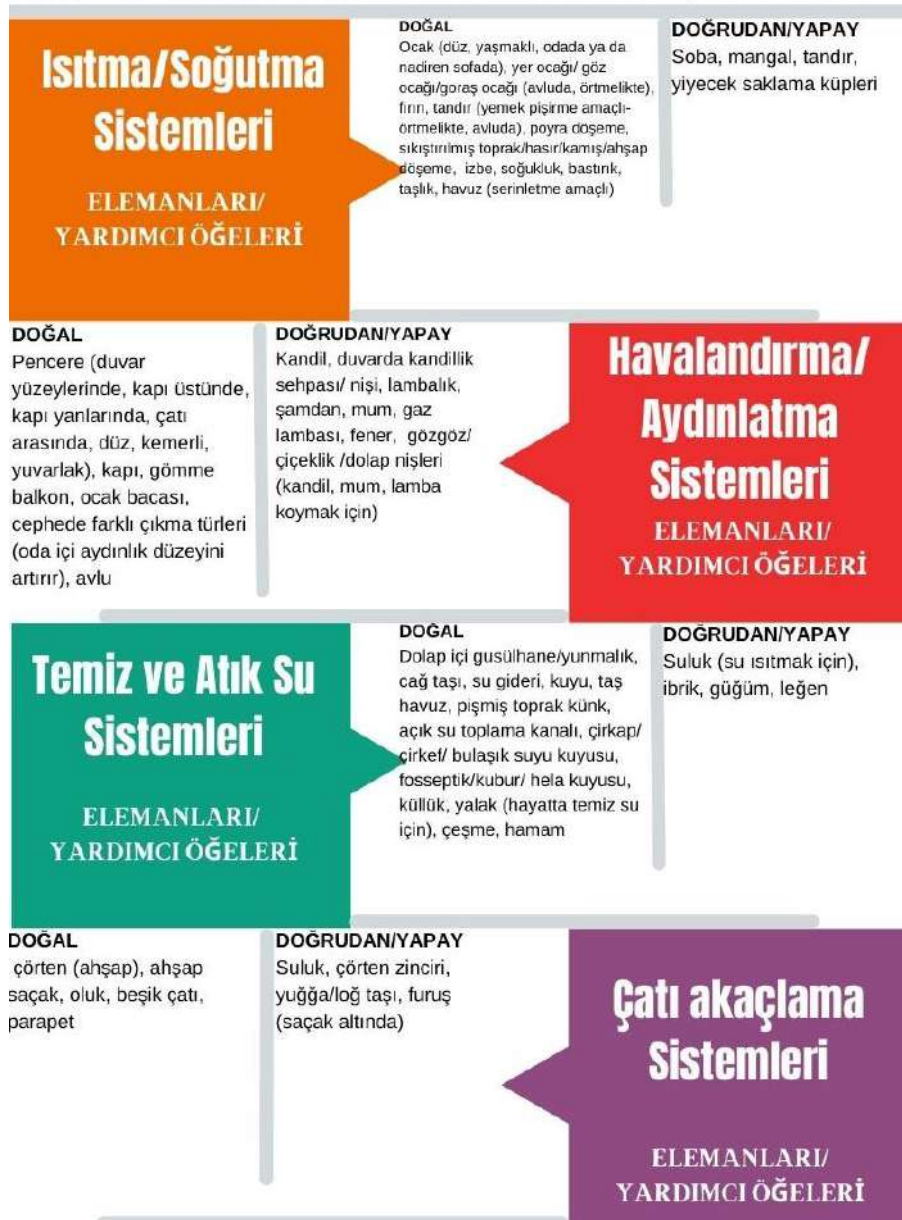 Isıtma/Soğutma
Sistemleri
ELEMANLARI/
YARDIMCI ÖĞELERİ
DOĞAL
Ocak (düz, yaşmaklı, odada ya da
nadiren sofada), yer ocağı/ göz
ocağı/goraş ocağı (avluda, örtmelikte),
fırın, tandır (yemek pişirme amaçlı-
örtmelikte, avluda), poyra döşeme,
sıkıştırılmış toprak/hasır/kamış/ahşap
döşeme, izbe, soğukluk, bastırık,
taşlık, havuz (serinletme amaçlı)
DOĞRUDAN/YAPAY
Soba, mangal, tandır,
yiyecek saklama küpleri
DOĞAL
Pencere (duvar
yüzeylerinde, kapı üstünde,
kapı yanlarında, çatı
arasında, düz, kemerli,
yuvarlak), kapı, gömme
balkon, ocak bacası,
cephede farklı çıkma türleri
(oda içi aydınlık düzeyini
artırır), avlu
DOĞRUDAN/YAPAY
Kandil, duvarda kandillik
sehpası/ nişi, lambalık,
şamdan, mum, gaz
lambası, fener, gözgöz/
çiçeklik /dolap nişleri
(kandil, mum, lamba
koymak için)
Havalandırma/
Aydınlatma
Sistemleri
ELEMANLARI/
YARDIMCI ÖĞELERİ
Temiz ve Atık Su
Sistemleri
ELEMANLARI/
YARDIMCI ÖĞELERİ
DOĞAL
Dolap içi gusülhane/yunmalık,
cağ taşı, su gideri, kuyu, taş
havuz, pişmiş toprak künk,
açık su toplama kanalı, çirkap/
çirkef/ bulaşık suyu kuyusu,
fosseptik/kubur/ hela kuyusu,
küllük, yalak (hayatta temiz su
için), çeşme, hamam
DOĞRUDAN/YAPAY
Suluk (su ısıtmak için),
ibrik, güğüm, leğen
DOĞAL
çörten (ahşap), ahşap
saçak, oluk, beşik çatı,
parapet
DOĞRUDAN/YAPAY
Suluk, çörten zinciri,
yuğğa/loğ taşı, furuş
(saçak altında)
Çatı akaçlama
Sistemleri
ELEMANLARI/
YARDIMCI ÖĞELERİ